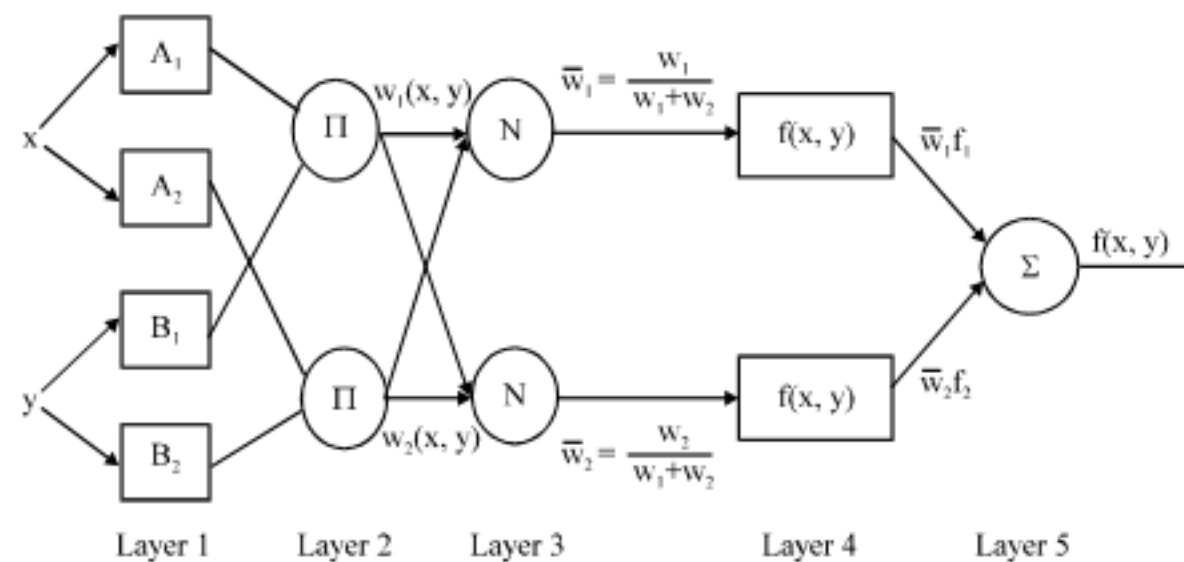 A₁
w₁(x, y)
w̅₁ = w₁ / w₁+w₂
x
Π
N
f(x, y)
w̅₁f₁
A₂
f(x, y)
Σ
B₁
y
Π
N
f(x, y)
w̅₂f₂
w₂(x, y)
w̅₂ = w₂ / w₁+w₂
B₂
Layer 1 Layer 2 Layer 3 Layer 4 Layer 5